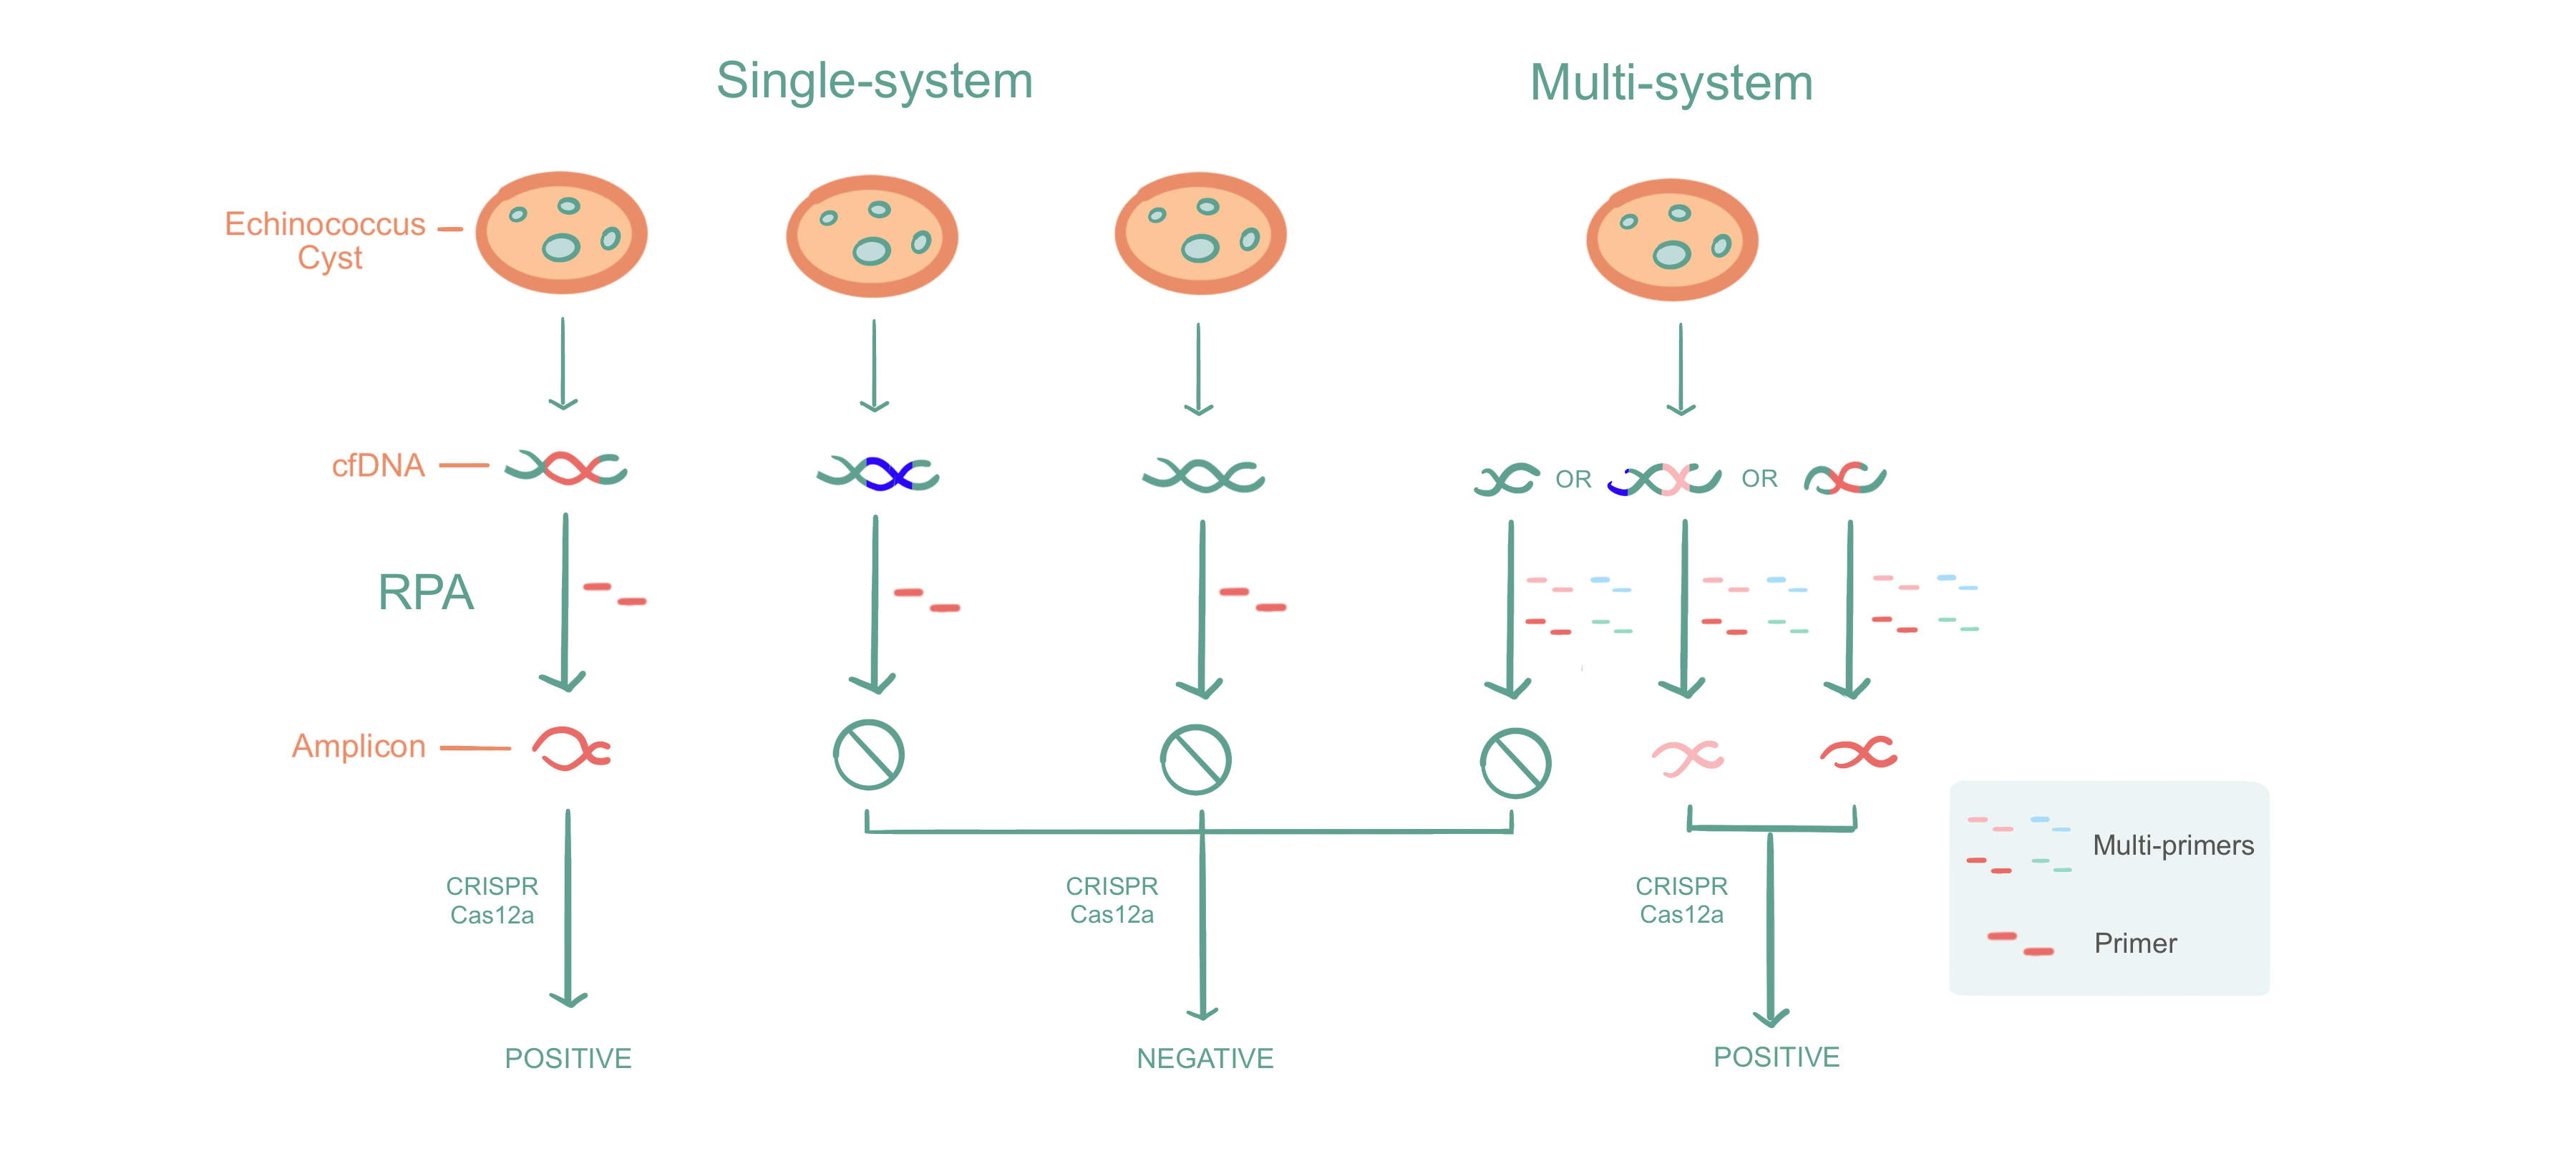 Single-system
Multi-system
Echinococcus
Cyst
cfDNA
OR
OR
RPA
Amplicon
CRISPR
Cas12a
CRISPR
Cas12a
CRISPR
Cas12a
Multi-primers
Primer
POSITIVE
NEGATIVE
POSITIVE